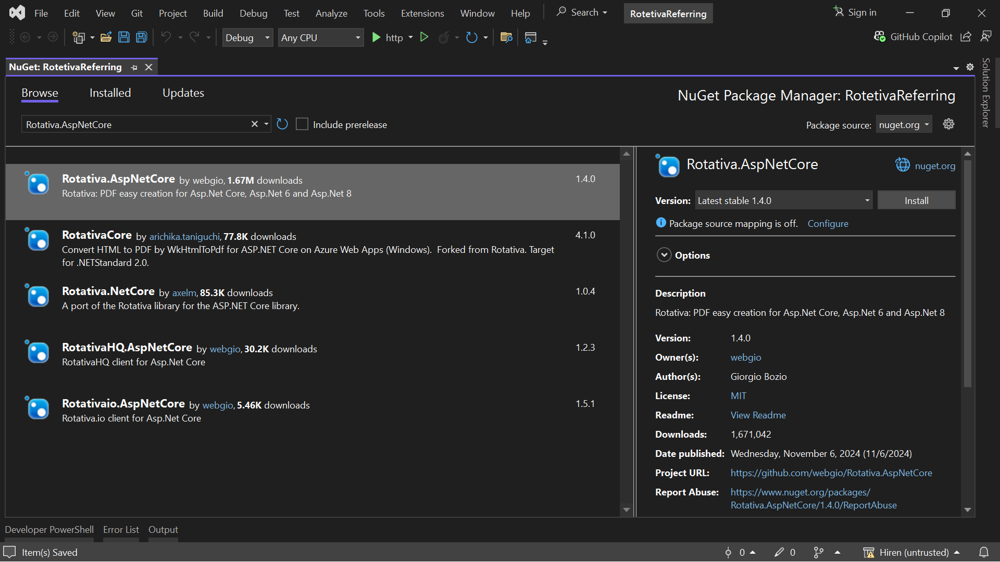 File Edit View Git Project Build Debug Test Analyze Tools Extensions Window Help Search RotetivaReferring Sign in
Debug Any CPU http GitHub Copilot
NuGet: RotetivaReferring
Solution Explorer
Browse Installed Updates
NuGet Package Manager: RotetivaReferring
Rotativa.AspNetCore Include prerelease
Package source: nuget.org
Rotativa.AspNetCore by webgio, 1.67M downloads 1.4.0
Rotativa: PDF easy creation for Asp.Net Core, Asp.Net 6 and Asp.Net 8
RotativaCore by arichika.taniguchi, 77.8K downloads 4.1.0
Convert HTML to PDF by WkHtmlToPdf for ASP.NET Core on Azure Web Apps (Windows). Forked from Rotativa. Target
for .NETStandard 2.0.
Rotativa.NetCore by axelm, 85.3K downloads 1.0.4
A port of the Rotativa library for the ASP.NET Core library.
RotativaHQ.AspNetCore by webgio, 30.2K downloads 1.2.3
RotativaHQ client for Asp.Net Core
Rotativaio.AspNetCore by webgio, 5.46K downloads 1.5.1
Rotativa.io client for Asp.Net Core
Rotativa.AspNetCore nuget.org
Version: Latest stable 1.4.0 Install
Package source mapping is off. Configure
Options
Description
Rotativa: PDF easy creation for Asp.Net Core, Asp.Net 6 and Asp.Net 8
Version: 1.4.0
Owner(s): webgio
Author(s): Giorgio Bozio
License: MIT
Readme: View Readme
Downloads: 1,671,042
Date published: Wednesday, November 6, 2024 (11/6/2024)
Project URL: https://github.com/webgio/Rotativa.AspNetCore
Report Abuse: https://www.nuget.org/packages/
Rotativa.AspNetCore/1.4.0/ReportAbuse
Developer PowerShell Error List Output
Item(s) Saved 0 0 Hiren (untrusted)